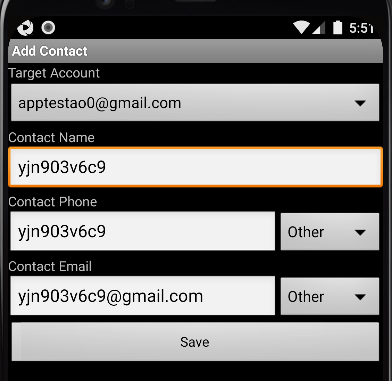 5:51
Add Contact
Target Account
apptestao0@gmail.com
Contact Name
yjn903v6c9
Contact Phone
yjn903v6c9 Other
Contact Email
yjn903v6c9@gmail.com Other
Save